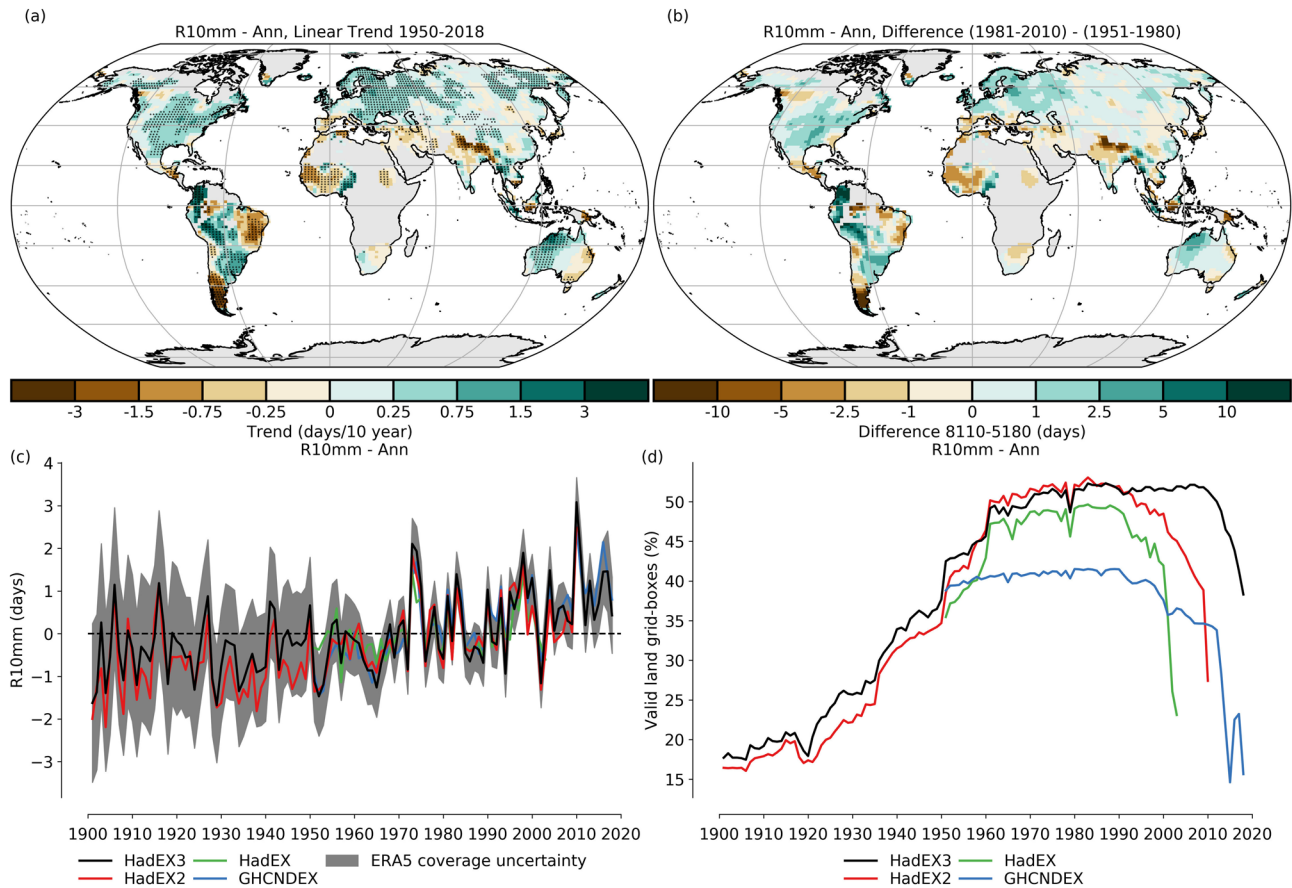 (a)
R10mm - Ann, Linear Trend 1950-2018
-3 -1.5 -0.75 -0.25 0 0.25 0.75 1.5 3
Trend (days/10 year)
(b)
R10mm - Ann, Difference (1981-2010) - (1951-1980)
-10 -5 -2.5 -1 0 1 2.5 5 10
Difference 8110-5180 (days)
(c)
R10mm - Ann
R10mm (days)
4
3
2
1
0
−1
−2
−3
1900 1910 1920 1930 1940 1950 1960 1970 1980 1990 2000 2010 2020
HadEX3 HadEX ERA5 coverage uncertainty
HadEX2 GHCNDEX
(d)
R10mm - Ann
Valid land grid-boxes (%)
50
45
40
35
30
25
20
15
1900 1910 1920 1930 1940 1950 1960 1970 1980 1990 2000 2010 2020
HadEX3 HadEX
HadEX2 GHCNDEX